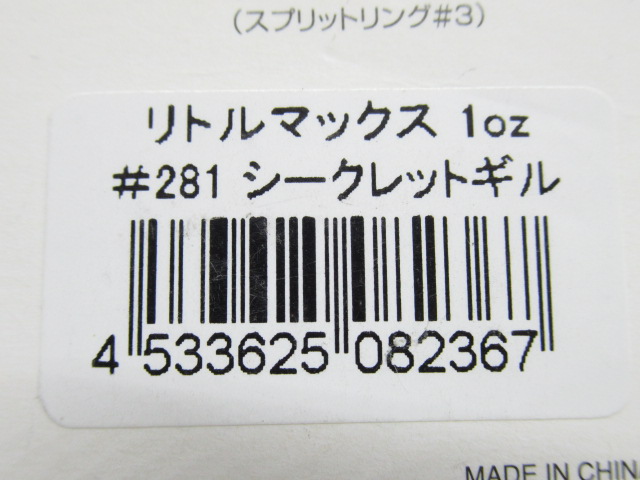 (スプリットリング#3)
リトルマックス 1oz
#281 シークレットギル
4 533625 082367
MADE IN CHIN